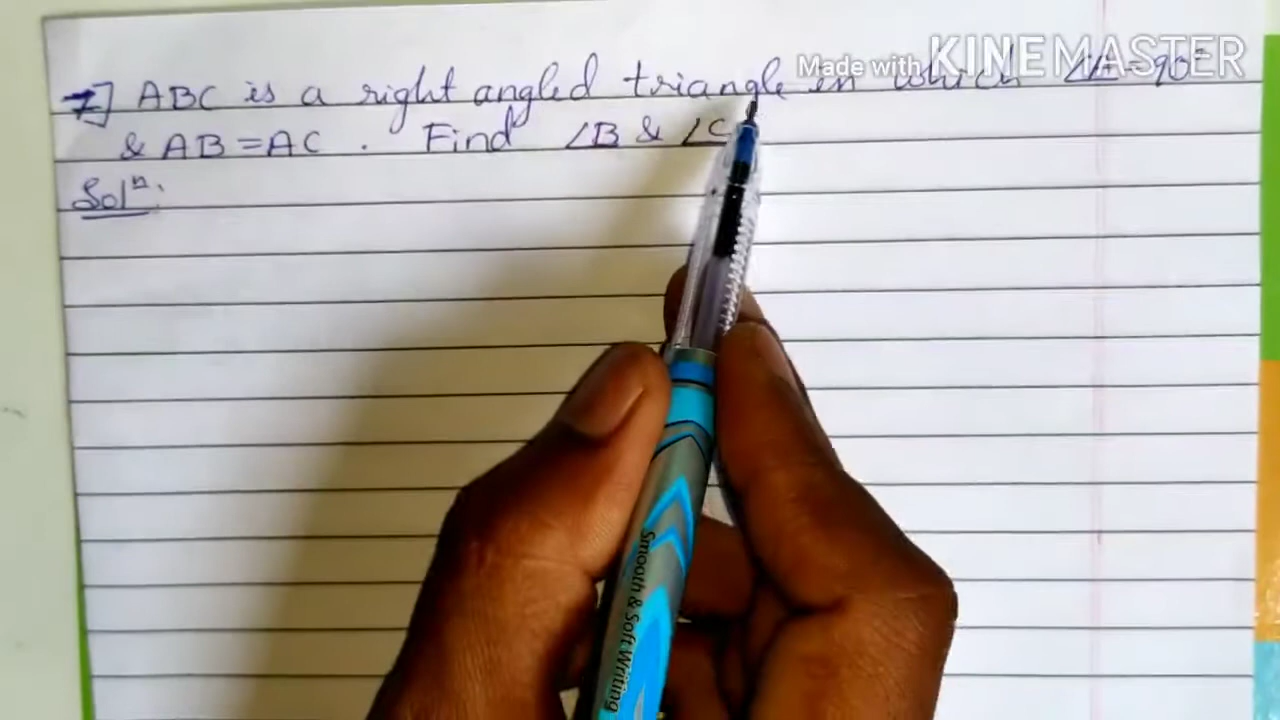 7] ABC is a right angled triangle in which ∠A=90°
& AB=AC. Find ∠B & ∠C
Solⁿ:
Made with KINEMASTER
Smooth & Soft Writing